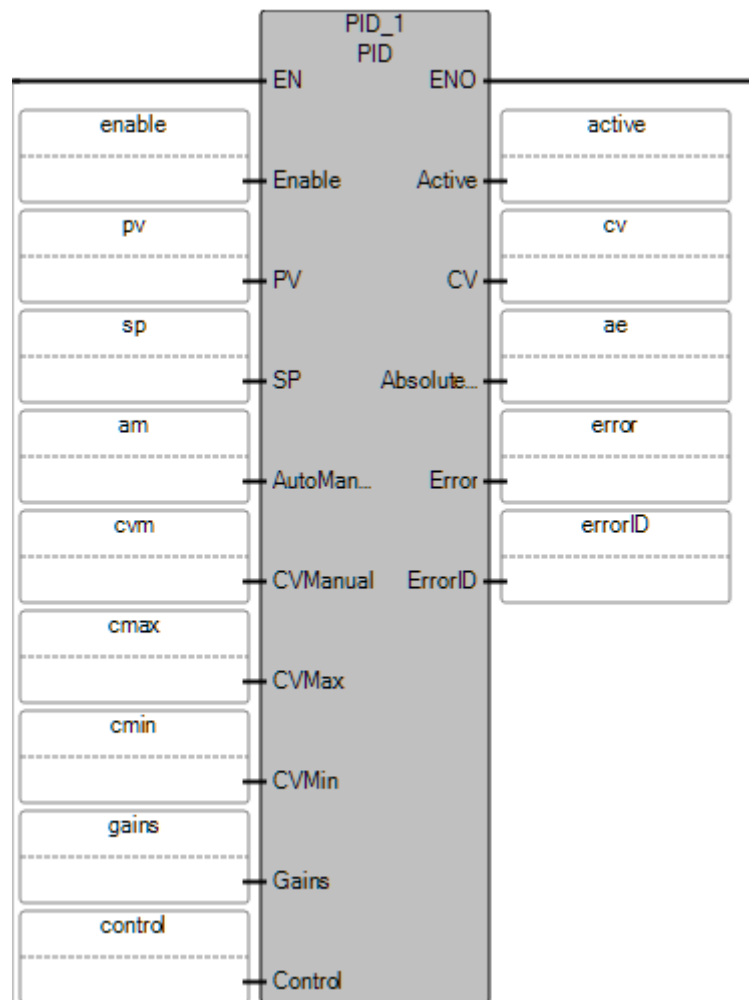 PID_1
PID
EN ENO
enable active
Enable Active
pv cv
PV CV
sp ae
SP Absolute...
am error
AutoMan... Error
cvm errorID
CVManual ErrorID
cmax
CVMax
cmin
CVMin
gains
Gains
control
Control